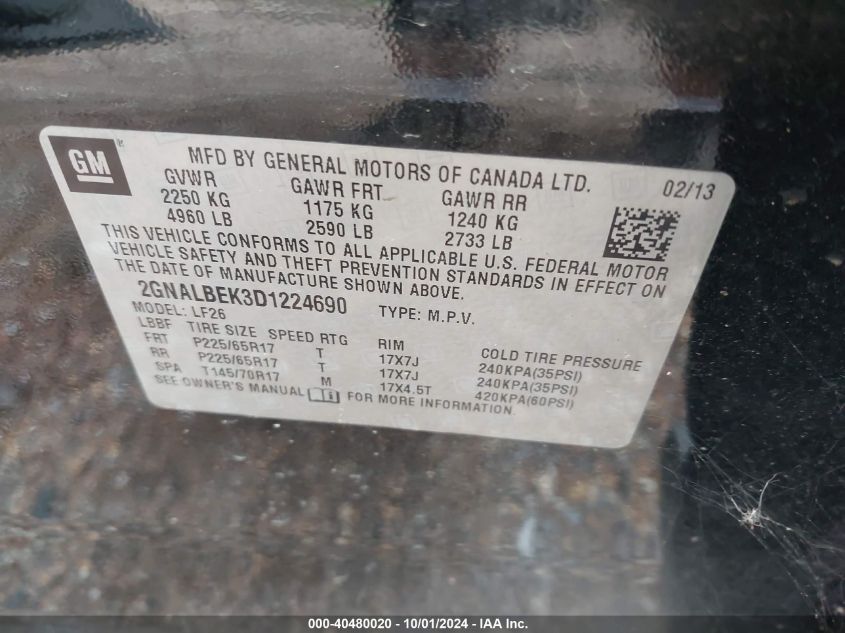 GM
MFD BY GENERAL MOTORS OF CANADA LTD. 02/13
GVWR GAWR FRT GAWR RR
2250 KG 1175 KG 1240 KG
4960 LB 2590 LB 2733 LB
THIS VEHICLE CONFORMS TO ALL APPLICABLE U.S. FEDERAL MOTOR
VEHICLE SAFETY AND THEFT PREVENTION STANDARDS IN EFFECT ON
THE DATE OF MANUFACTURE SHOWN ABOVE.
2GNALBEK3D1224690 TYPE: M.P.V.
MODEL: LF26
LBBF TIRE SIZE SPEED RTG RIM COLD TIRE PRESSURE
FRT P225/65R17 T 17X7J 240KPA(35PSI)
RR P225/65R17 T 17X7J 240KPA(35PSI)
SPA T145/70R17 M 17X4.5T 420KPA(60PSI)
SEE OWNER'S MANUAL FOR MORE INFORMATION.
000-40480020 - 10/01/2024 - IAA Inc.